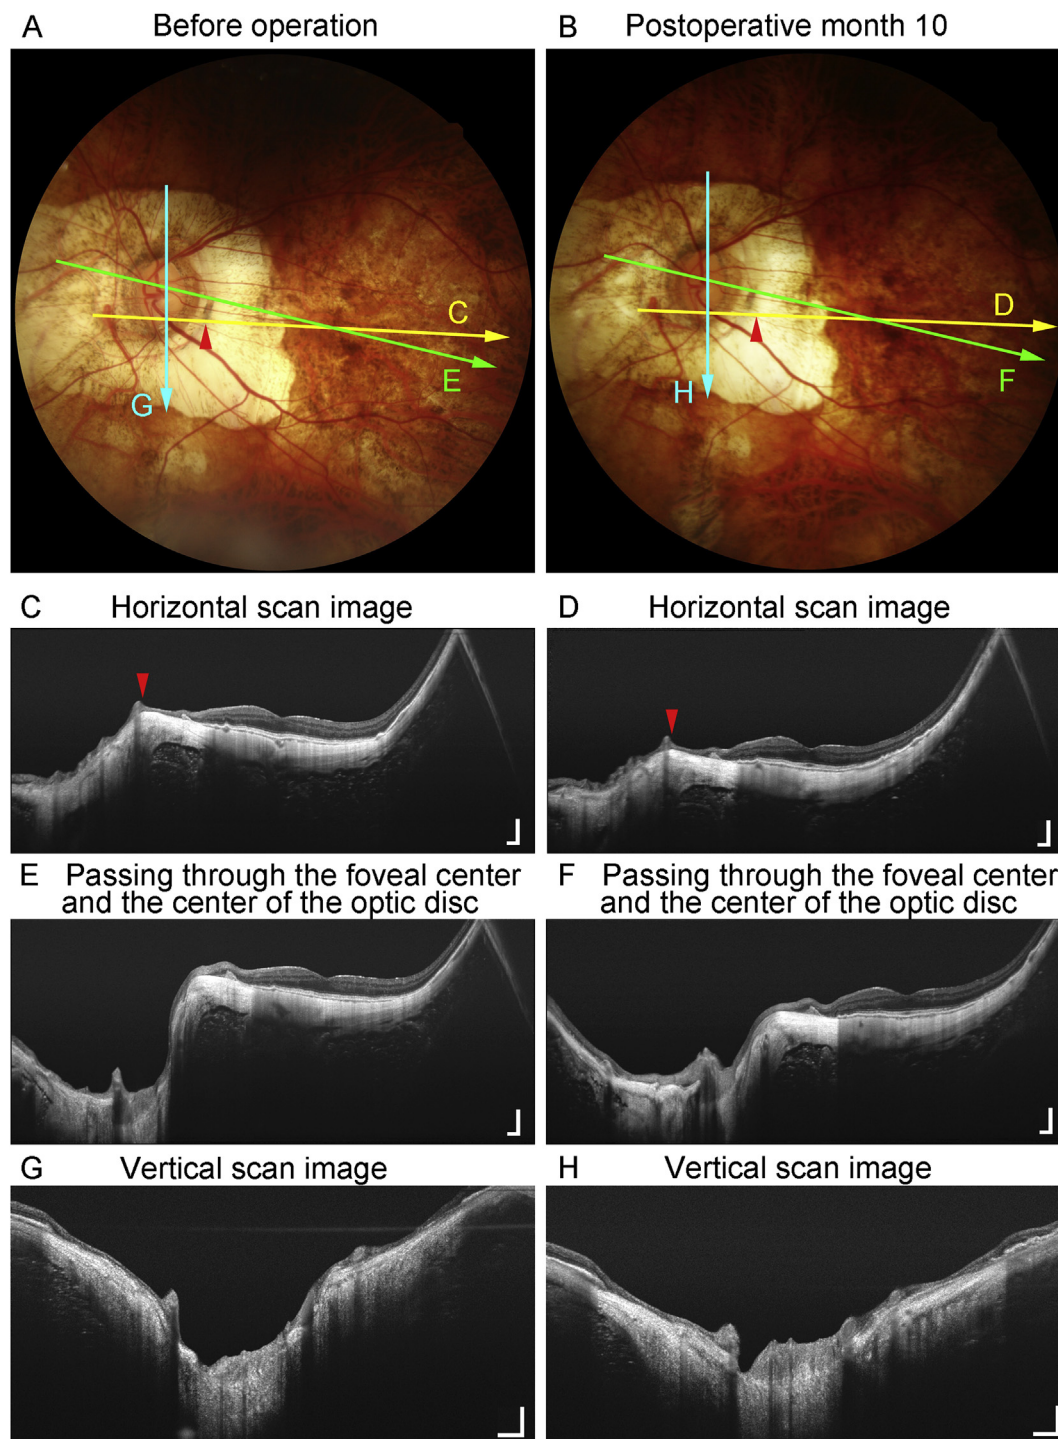 A Before operation
B Postoperative month 10
C
E
G
D
F
H
C Horizontal scan image
D Horizontal scan image
E Passing through the foveal center
and the center of the optic disc
F Passing through the foveal center
and the center of the optic disc
G Vertical scan image
H Vertical scan image